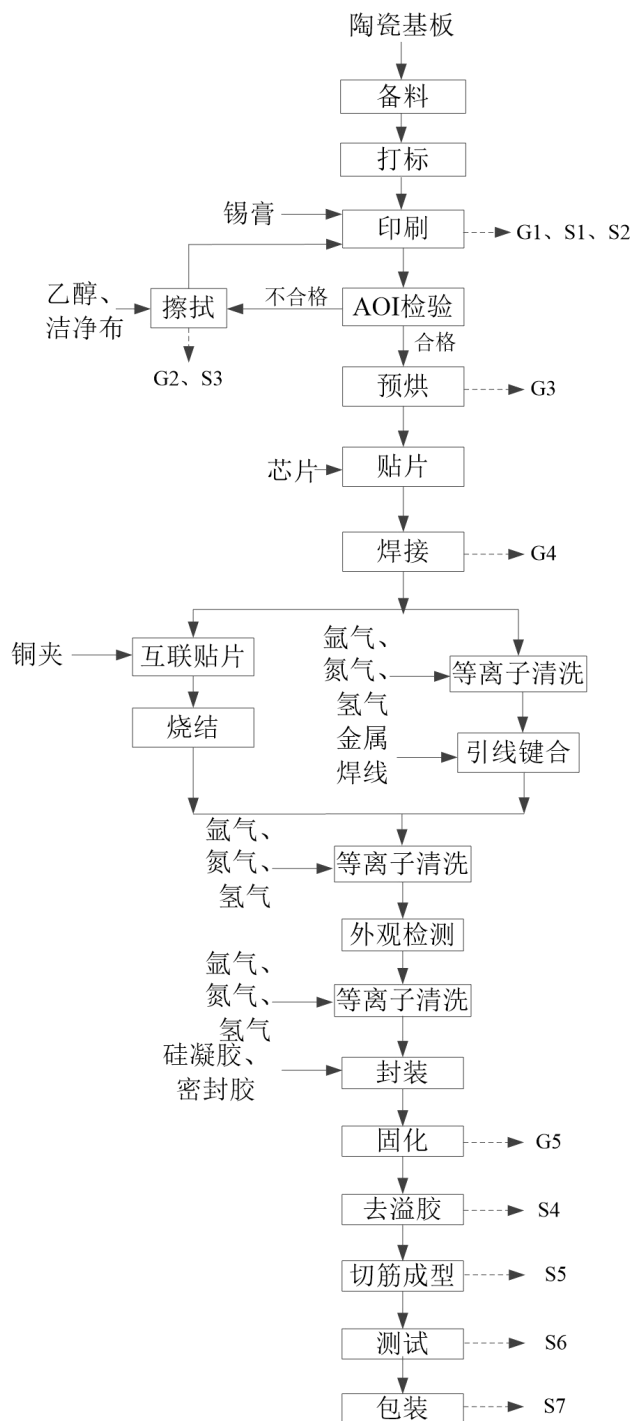 陶瓷基板
备料
打标
锡膏
印刷
G1、S1、S2
乙醇、
洁净布
擦拭
不合格
AOI检验
合格
G2、S3
预烘
G3
芯片
贴片
焊接
G4
铜夹
互联贴片
烧结
氩气、
氮气、
氢气
等离子清洗
金属
焊线
引线键合
氩气、
氮气、
氢气
等离子清洗
外观检测
氩气、
氮气、
氢气
等离子清洗
硅凝胶、
密封胶
封装
固化
G5
去溢胶
S4
切筋成型
S5
测试
S6
包装
S7